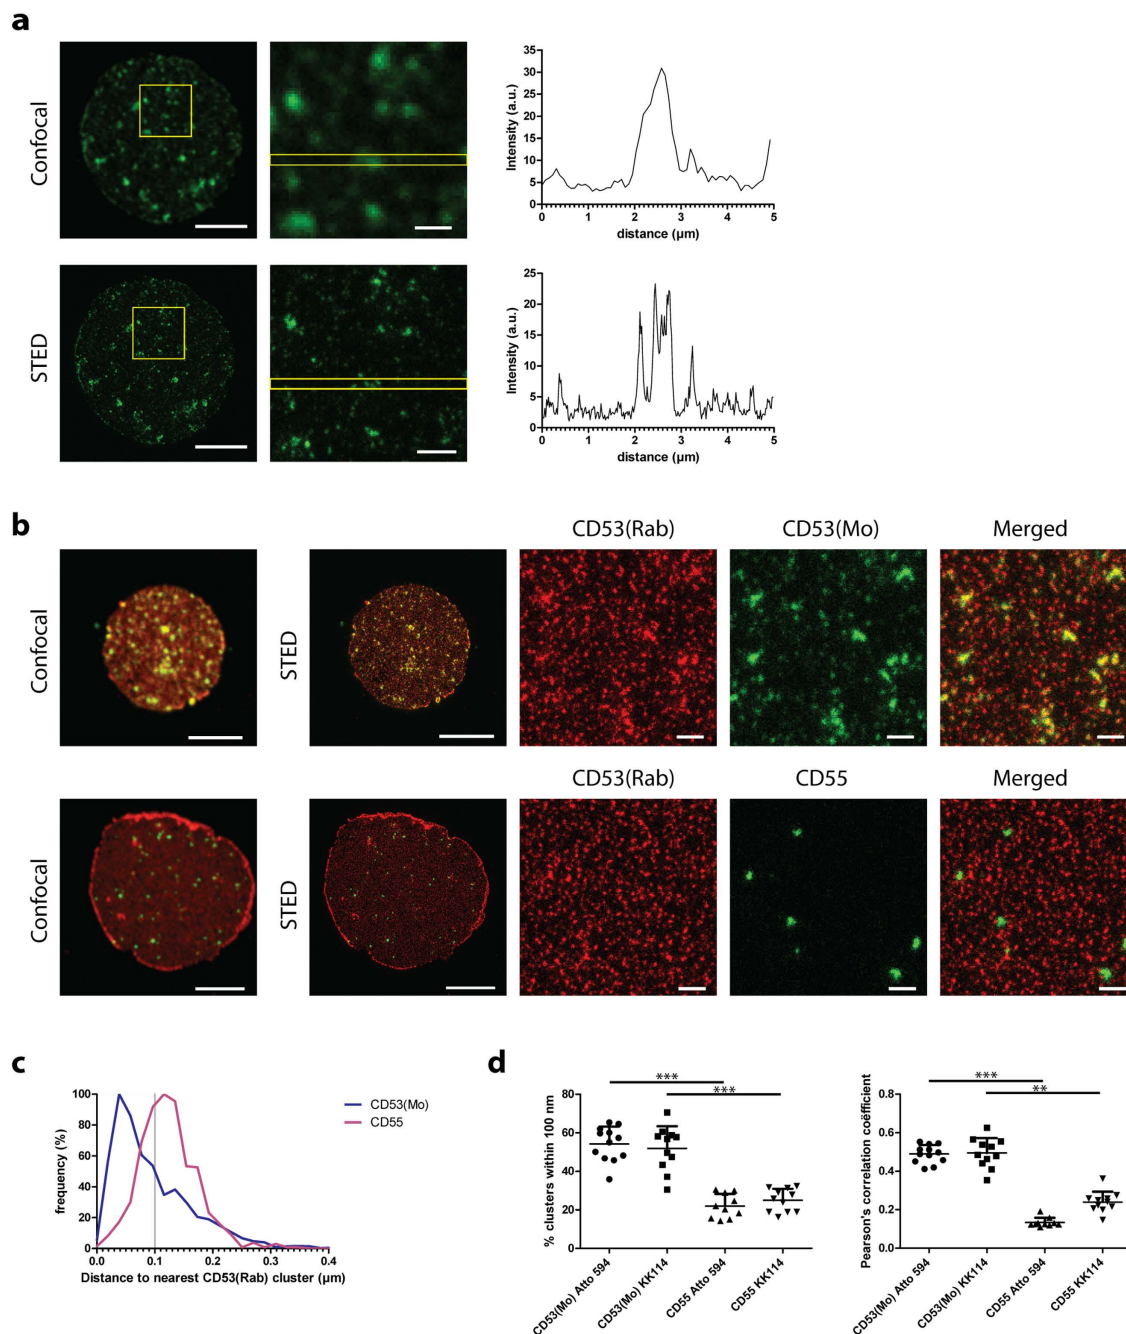 a
Confocal
Intensity (a.u.)
35
30
25
20
15
10
5
0
0 1 2 3 4 5
distance (µm)
STED
Intensity (a.u.)
25
20
15
10
5
0
0 1 2 3 4 5
distance (µm)
b
CD53(Rab) CD53(Mo) Merged
Confocal
STED
CD53(Rab) CD55 Merged
Confocal
STED
c
frequency (%)
100
80
60
40
20
0
0.0 0.1 0.2 0.3 0.4
Distance to nearest CD53(Rab) cluster (µm)
CD53(Mo)
CD55
d
% clusters within 100 nm
80
60
40
20
0
***
***
CD53(Mo) Atto 594
CD53(Mo) KK114
CD55 Atto 594
CD55 KK114
Pearson's correlation coëfficient
0.8
0.6
0.4
0.2
0.0
***
**
CD53(Mo) Atto 594
CD53(Mo) KK114
CD55 Atto 594
CD55 KK114